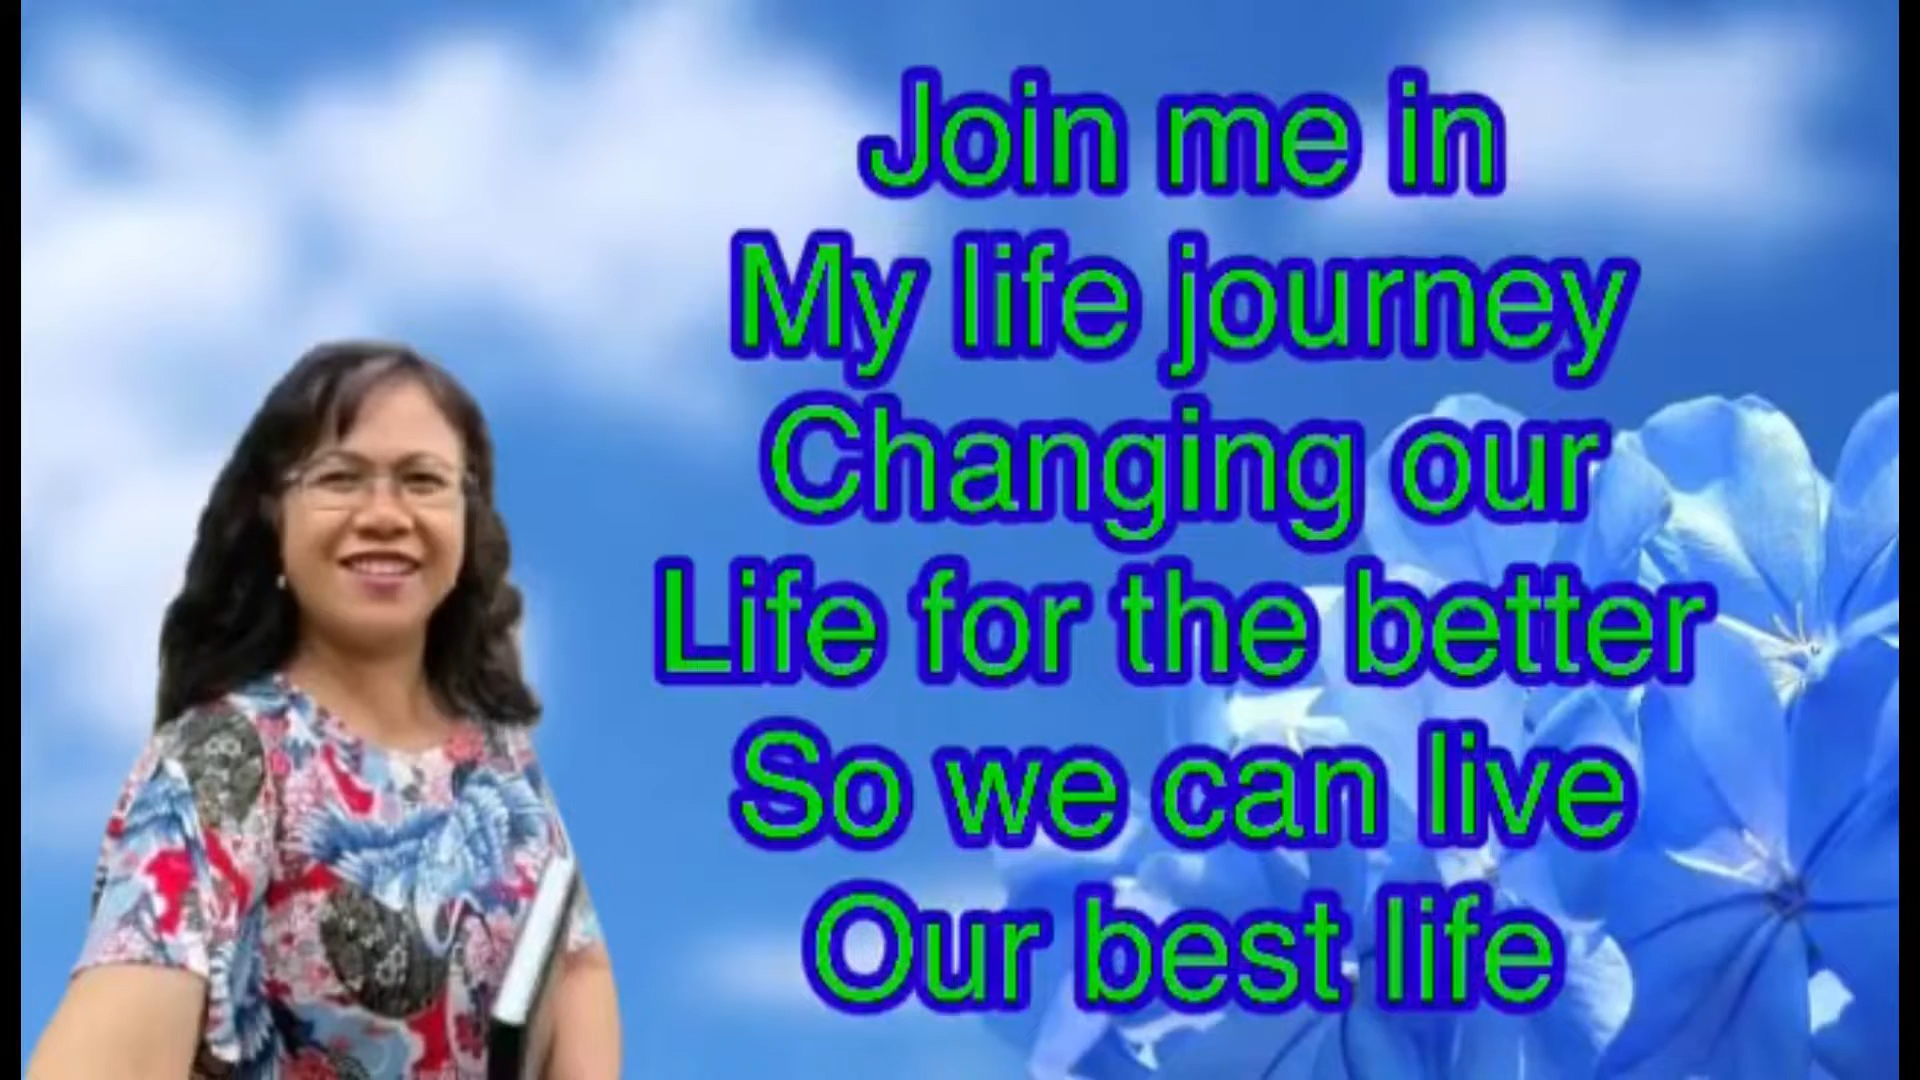 Join me in
My life journey
Changing our
Life for the better
So we can live
Our best life